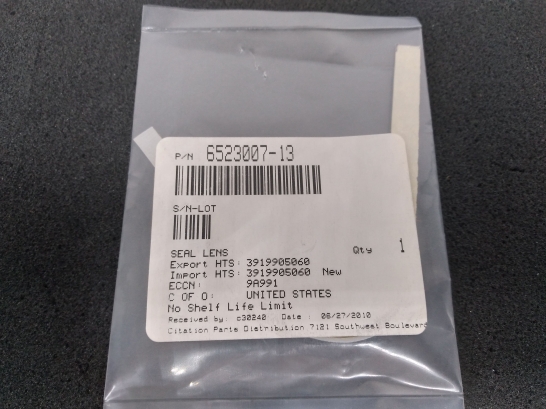 P/N 6523007-13
S/N-LOT
SEAL LENS Qty 1
Export HTS: 3919905060
Import HTS: 3919905060 New
ECCN: 9A991
C OF O: UNITED STATES
No Shelf Life Limit
Received by: c30240 Date : 06/27/2010
Citation Parts Distribution 7121 Southwest Boulevard